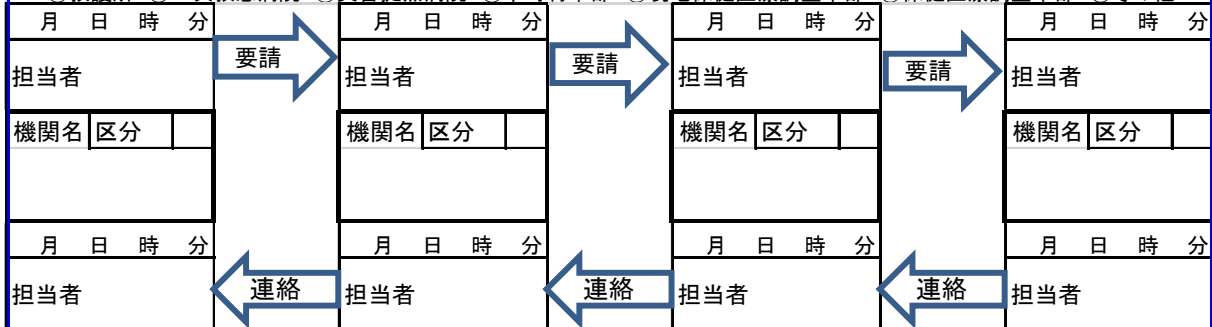 月 日 時 分 月 日 時 分 月 日 時 分 月 日 時 分
要請 要請 要請
担当者 担当者 担当者 担当者
機関名 区分 機関名 区分 機関名 区分 機関名 区分
月 日 時 分 月 日 時 分 月 日 時 分 月 日 時 分
連絡 連絡 連絡
担当者 担当者 担当者 担当者